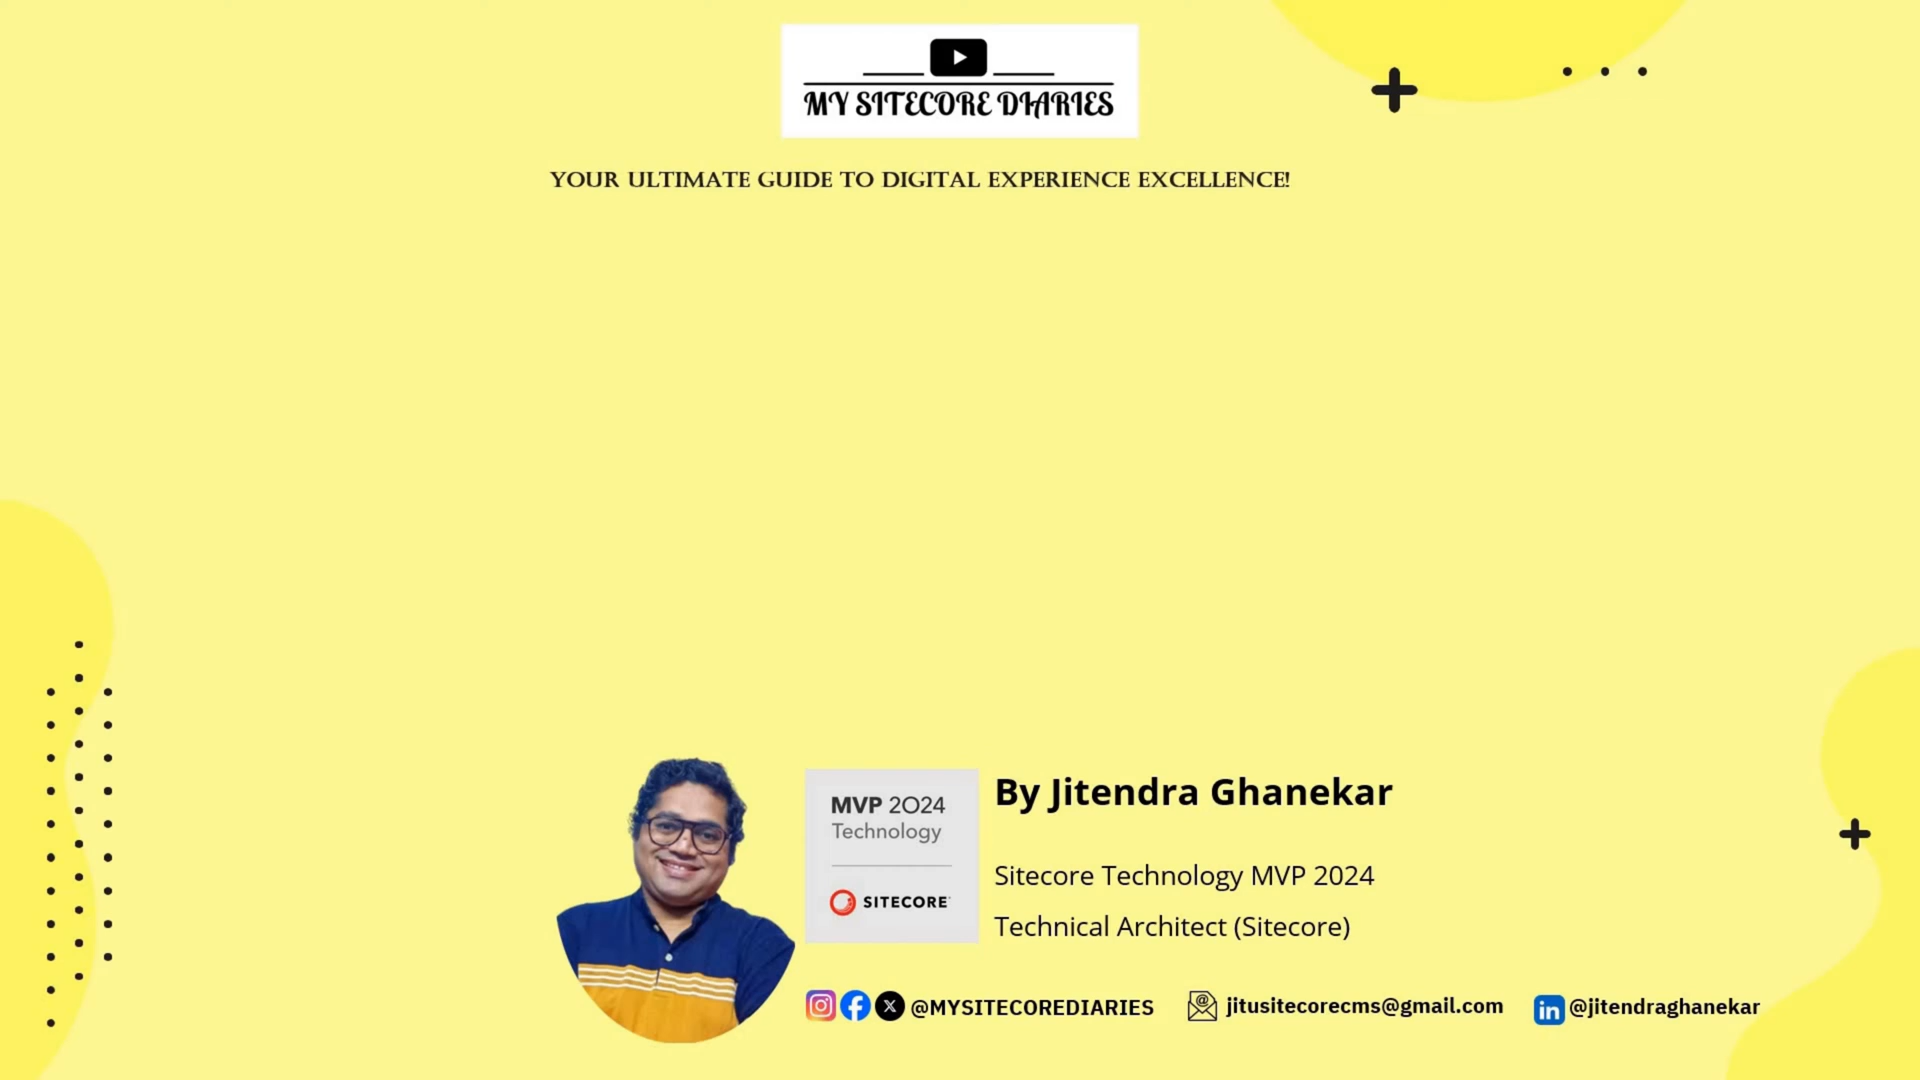 MY SITECORE DIARIES
YOUR ULTIMATE GUIDE TO DIGITAL EXPERIENCE EXCELLENCE!
MVP 2024
Technology
SITECORE
By Jitendra Ghanekar
Sitecore Technology MVP 2024
Technical Architect (Sitecore)
@MYSITECOREDIARIES
jitusitecorecms@gmail.com
@jitendraghanekar